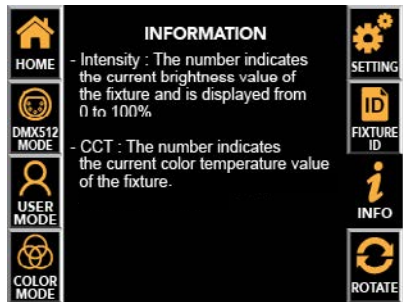 HOME
DMX512
MODE
USER
MODE
COLOR
MODE
INFORMATION
- Intensity : The number indicates
the current brightness value of
the fixture and is displayed from
0 to 100%
- CCT : The number indicates
the current color temperature value
of the fixture.
SETTING
ID
FIXTURE
ID
i
INFO
ROTATE